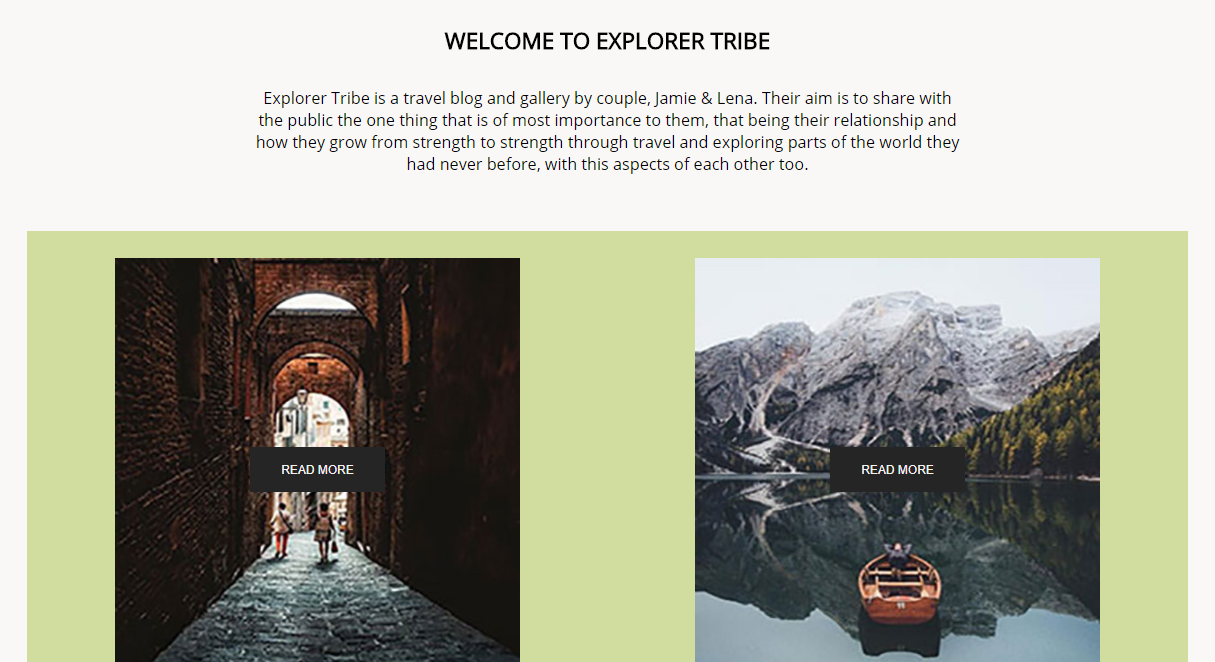 WELCOME TO EXPLORER TRIBE
Explorer Tribe is a travel blog and gallery by couple, Jamie & Lena. Their aim is to share with
the public the one thing that is of most importance to them, that being their relationship and
how they grow from strength to strength through travel and exploring parts of the world they
had never before, with this aspects of each other too.
READ MORE
READ MORE